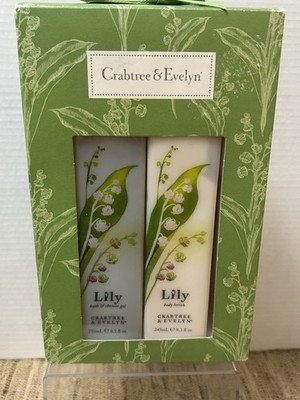 Crabtree & Evelyn®
Lily
bath & shower gel
CRABTREE
& EVELYN®
Lily
body lotion
CRABTREE
& EVELYN®